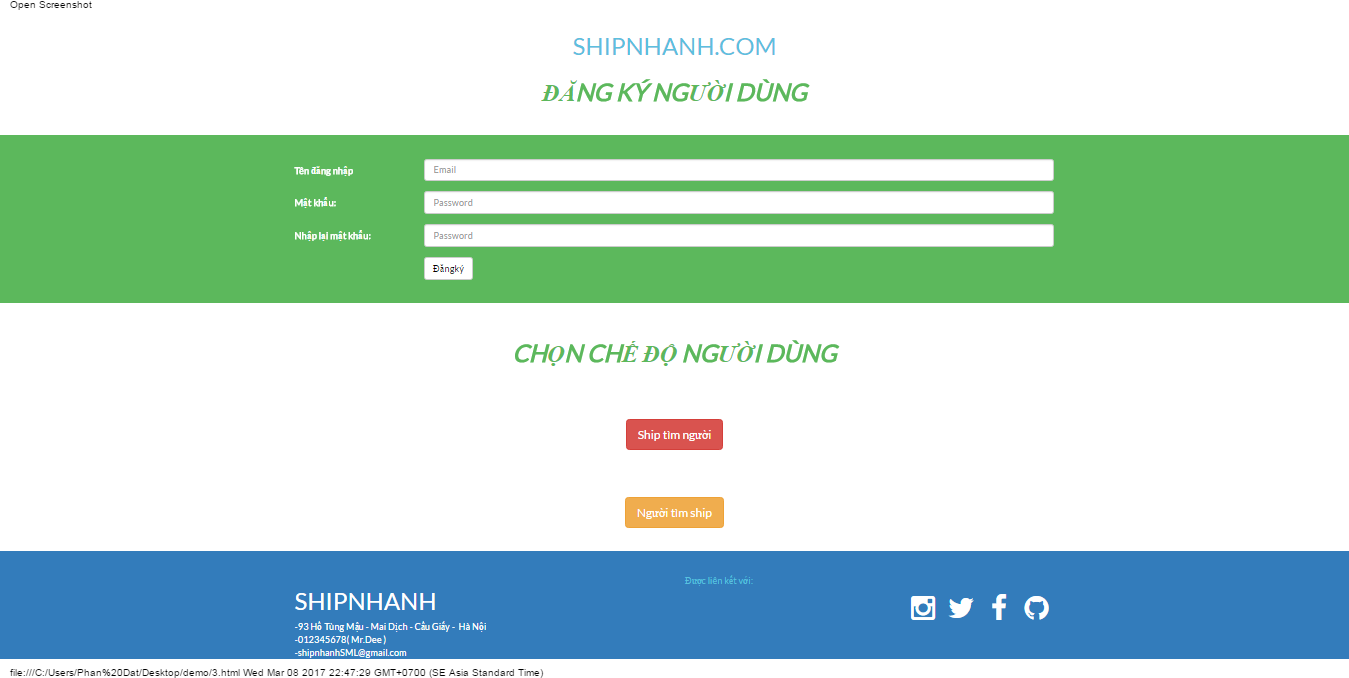 Open Screenshot
SHIPNHANH.COM
ĐĂNG KÝ NGƯỜI DÙNG
Tên đăng nhập
Email
Mật khẩu:
Password
Nhập lại mật khẩu:
Password
Đăngký
CHỌN CHẾ ĐỘ NGƯỜI DÙNG
Ship tìm người
Người tìm ship
Được liên kết với:
SHIPNHANH
-93 Hồ Tùng Mậu - Mai Dịch - Cầu Giấy - Hà Nội
-012345678( Mr.Dee )
-shipnhanhSML@gmail.com
file:///C:/Users/Phan%20Dat/Desktop/demo/3.html Wed Mar 08 2017 22:47:29 GMT+0700 (SE Asia Standard Time)